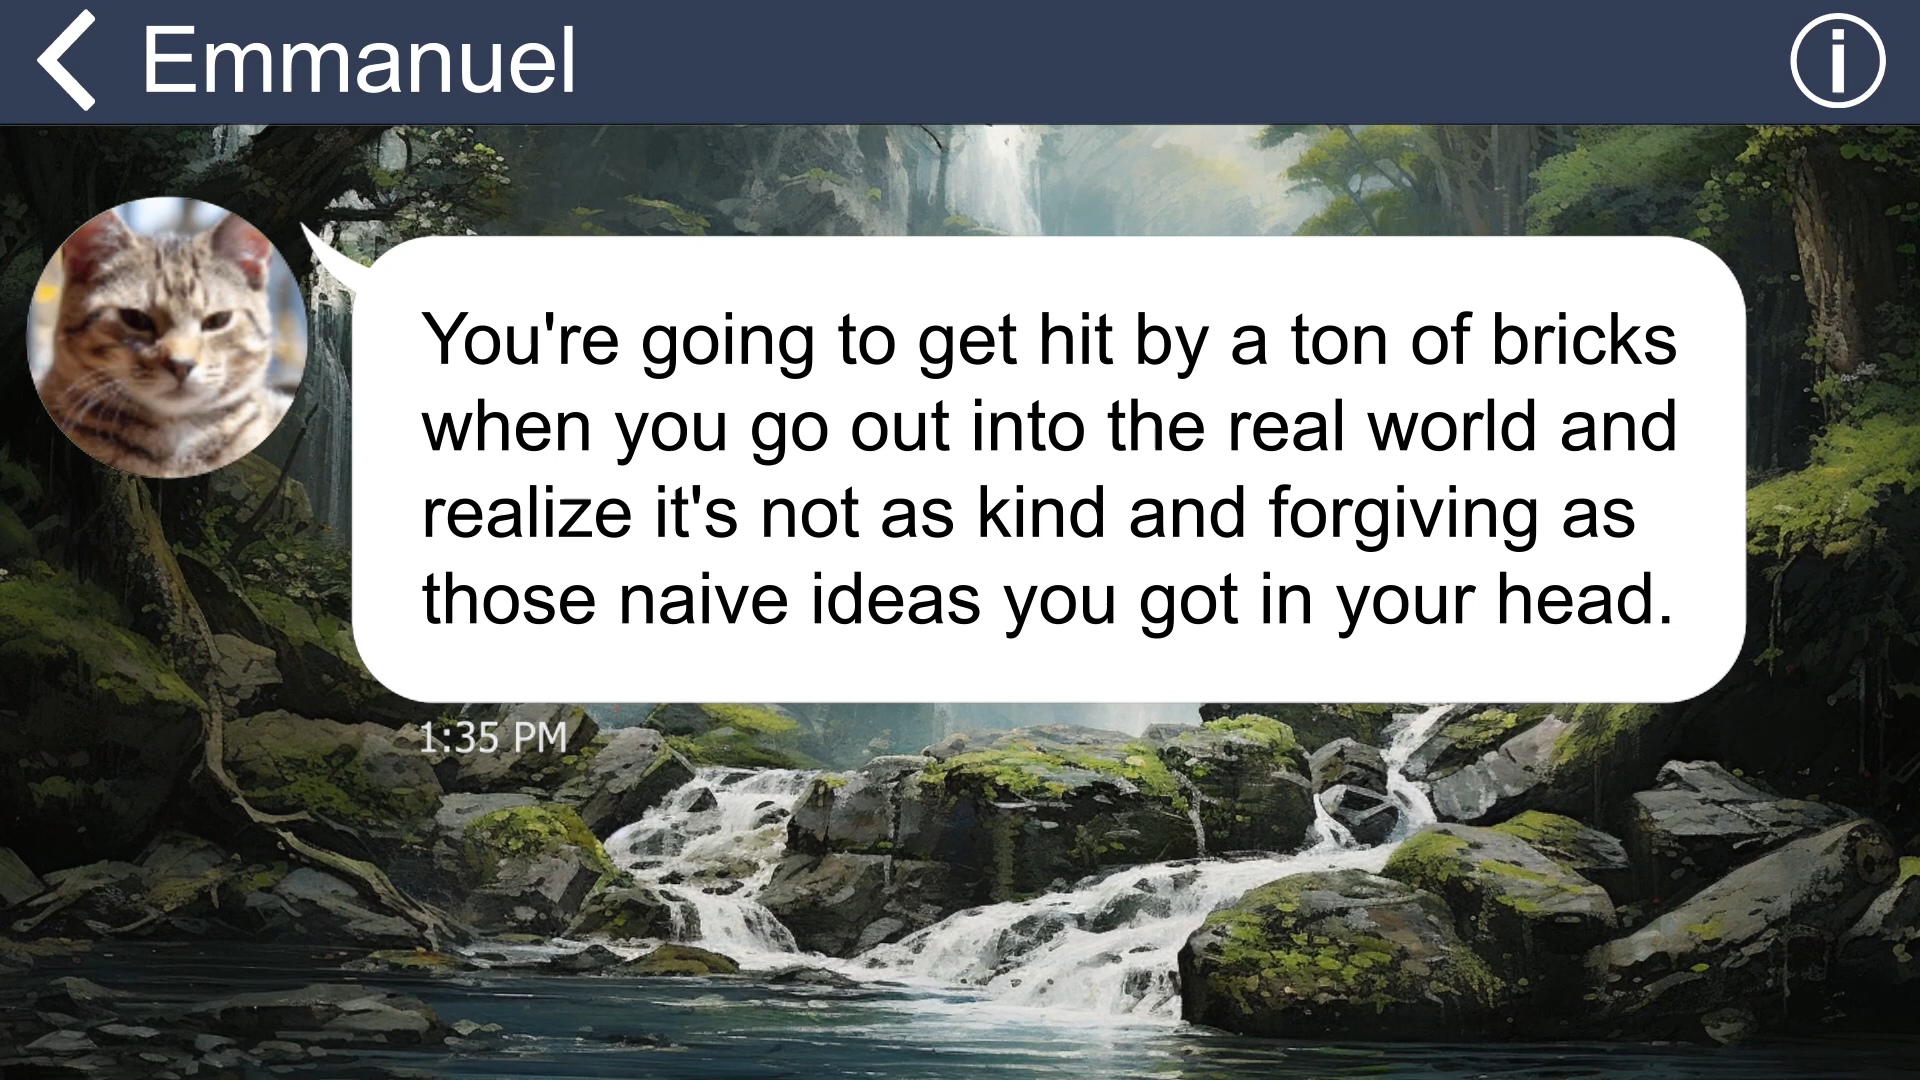 Emmanuel
You're going to get hit by a ton of bricks
when you go out into the real world and
realize it's not as kind and forgiving as
those naive ideas you got in your head.
1:35 PM